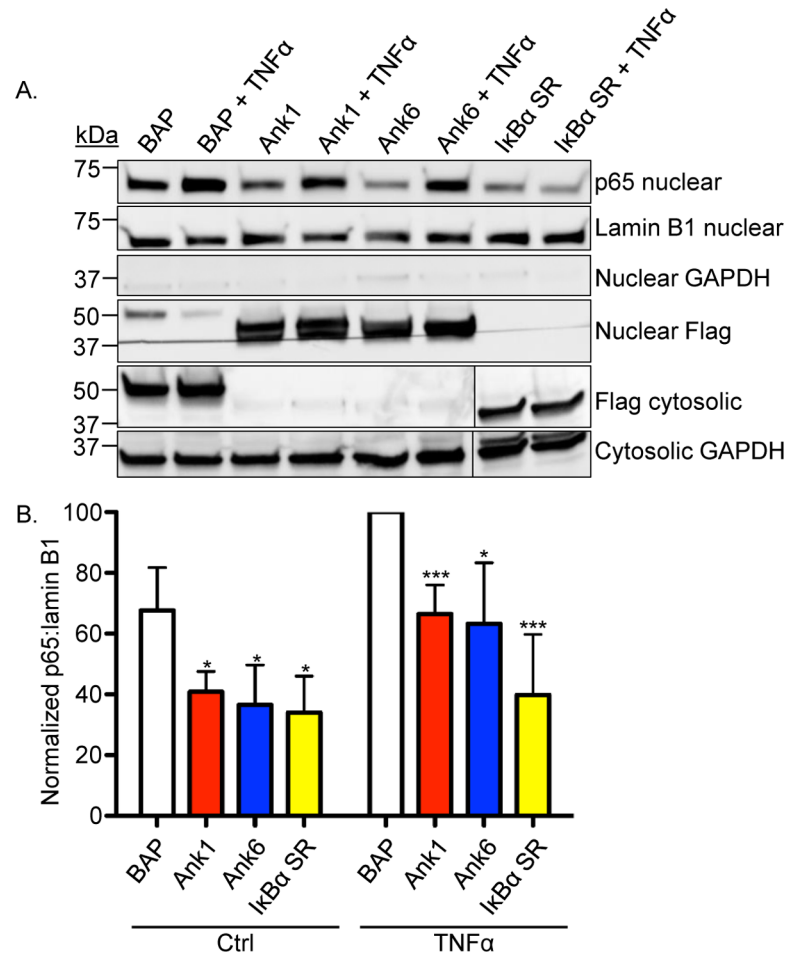 A.
kDa
BAP
BAP + TNFα
Ank1
Ank1 + TNFα
Ank6
Ank6 + TNFα
IκBα SR
IκBα SR + TNFα
75
p65 nuclear
75
Lamin B1 nuclear
37
Nuclear GAPDH
50
37
Nuclear Flag
50
37
Flag cytosolic
37
Cytosolic GAPDH
B.
Normalized p65:lamin B1
100
80
60
40
20
0
*
*
*
***
*
***
BAP
Ank1
Ank6
IκBα SR
BAP
Ank1
Ank6
IκBα SR
Ctrl
TNFα